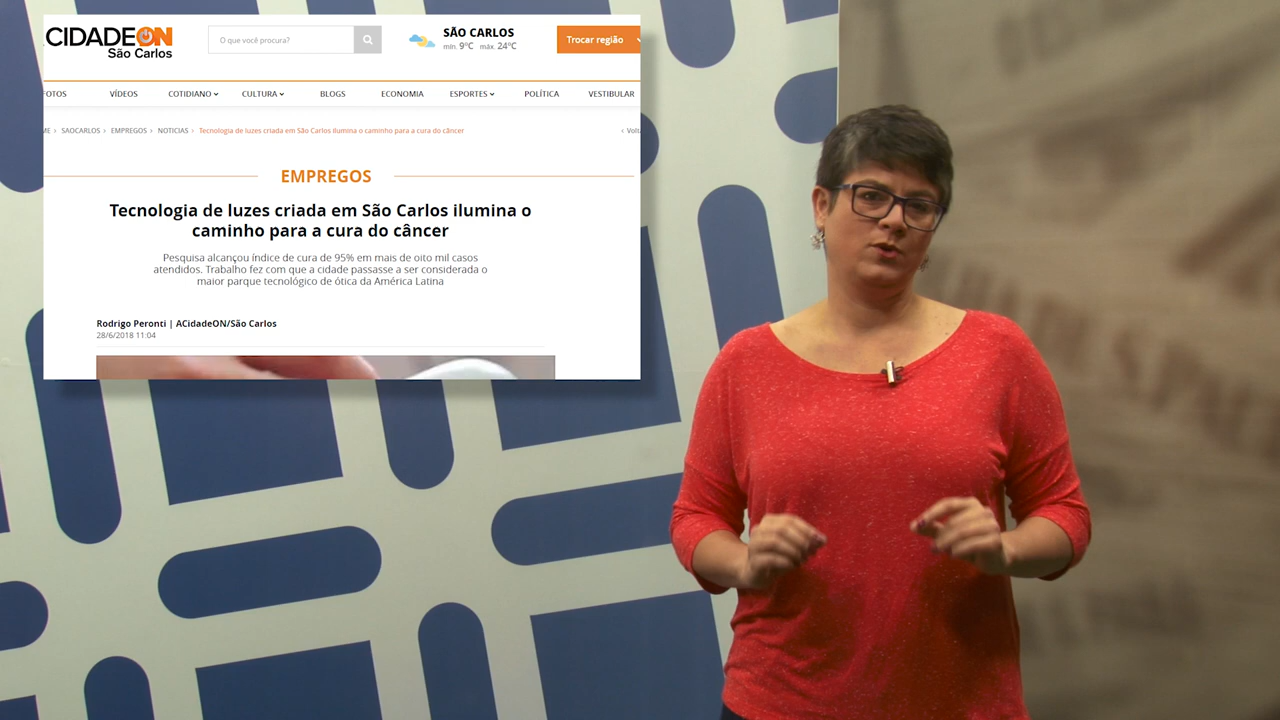 ACIDADEON
São Carlos
O que você procura?
SÃO CARLOS
mín. 9ºC máx. 24ºC
Trocar região
FOTOS VÍDEOS COTIDIANO CULTURA BLOGS ECONOMIA ESPORTES POLÍTICA VESTIBULAR
SAOCARLOS > EMPREGOS > NOTICIAS > Tecnologia de luzes criada em São Carlos ilumina o caminho para a cura do câncer
EMPREGOS
Tecnologia de luzes criada em São Carlos ilumina o
caminho para a cura do câncer
Pesquisa alcançou índice de cura de 95% em mais de oito mil casos
atendidos. Trabalho fez com que a cidade passasse a ser considerada o
maior parque tecnológico de ótica da América Latina
Rodrigo Peronti | ACidadeON/São Carlos
28/6/2018 11:04